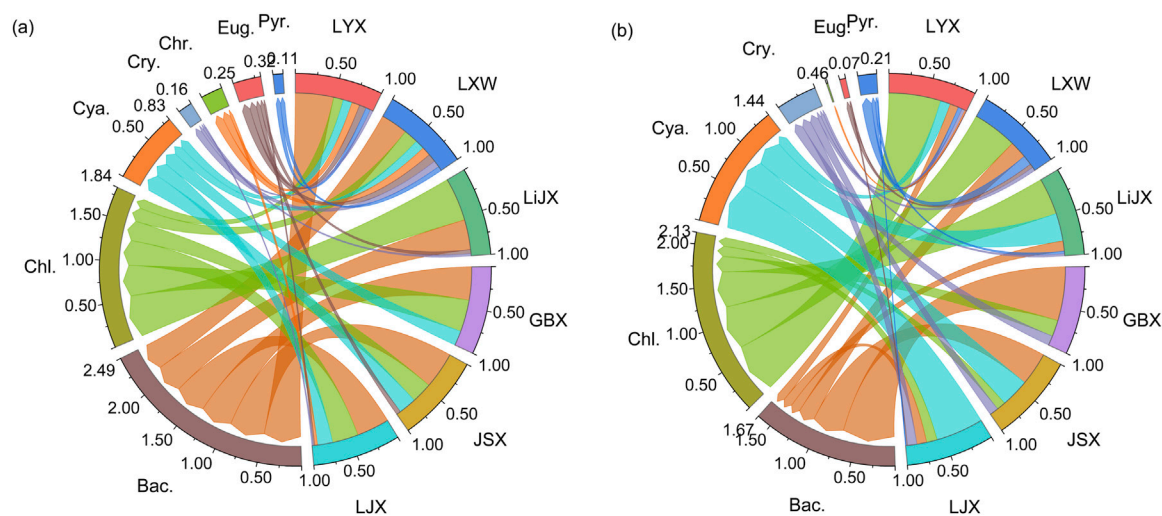 (a)
Chr.
Eug.
Pyr.
LYX
Cry.
0.25
0.32
0.11
0.50
1.00
LXW
0.16
0.50
Cya.
0.83
0.50
1.00
1.84
LiJX
1.50
0.50
Chl.
1.00
1.00
0.50
0.50
GBX
2.49
1.00
2.00
0.50
1.50
JSX
1.00
1.00
0.50
1.00
0.50
Bac.
LJX
(b)
Eug.
Pyr.
LYX
Cry.
0.46
0.07
0.21
0.50
1.00
LXW
1.44
0.50
Cya.
1.00
1.00
0.50
LiJX
0.50
2.13
2.00
1.00
1.50
0.50
GBX
Chl.
1.00
1.00
0.50
0.50
1.67
1.50
JSX
1.00
1.00
0.50
1.00
0.50
Bac.
LJX